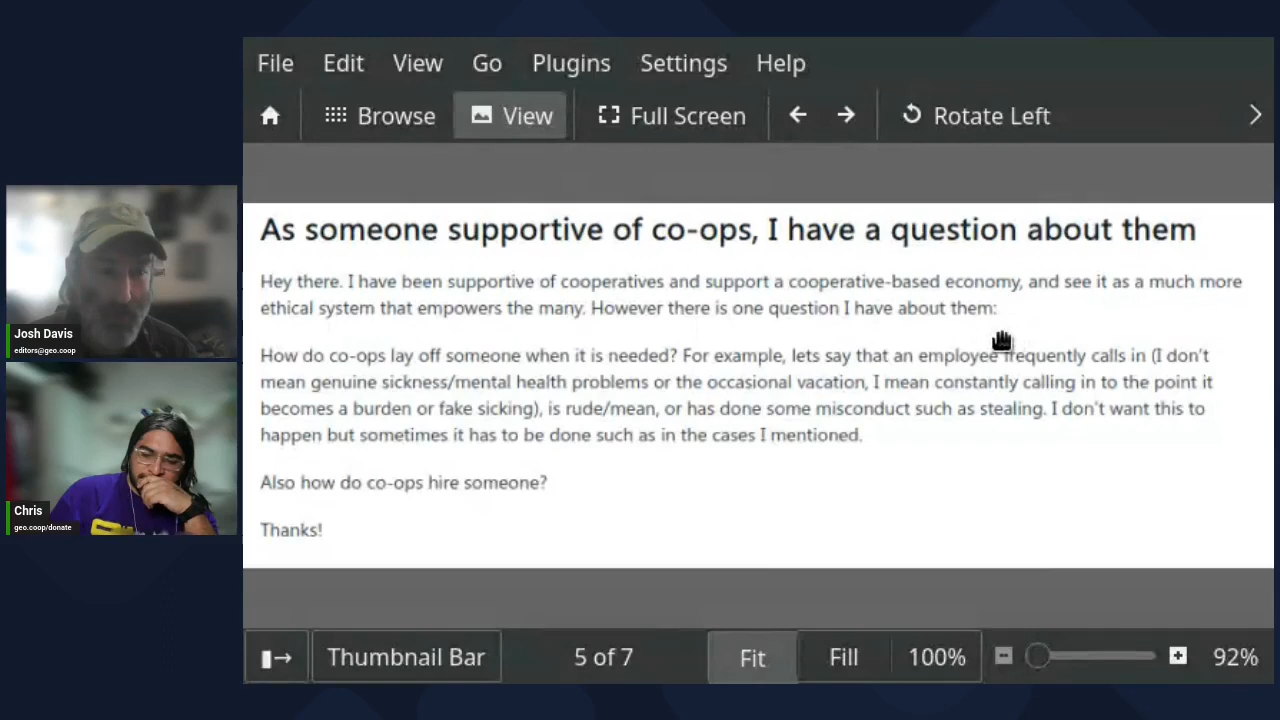 File Edit View Go Plugins Settings Help
Browse View Full Screen Rotate Left
As someone supportive of co-ops, I have a question about them
Hey there. I have been supportive of cooperatives and support a cooperative-based economy, and see it as a much more
ethical system that empowers the many. However there is one question I have about them:
How do co-ops lay off someone when it is needed? For example, lets say that an employee frequently calls in (I don't
mean genuine sickness/mental health problems or the occasional vacation, I mean constantly calling in to the point it
becomes a burden or fake sicking), is rude/mean, or has done some misconduct such as stealing. I don't want this to
happen but sometimes it has to be done such as in the cases I mentioned.
Also how do co-ops hire someone?
Thanks!
Thumbnail Bar 5 of 7 Fit Fill 100% 92%
Josh Davis
editors@geo.coop
Chris
geo.coop/donate